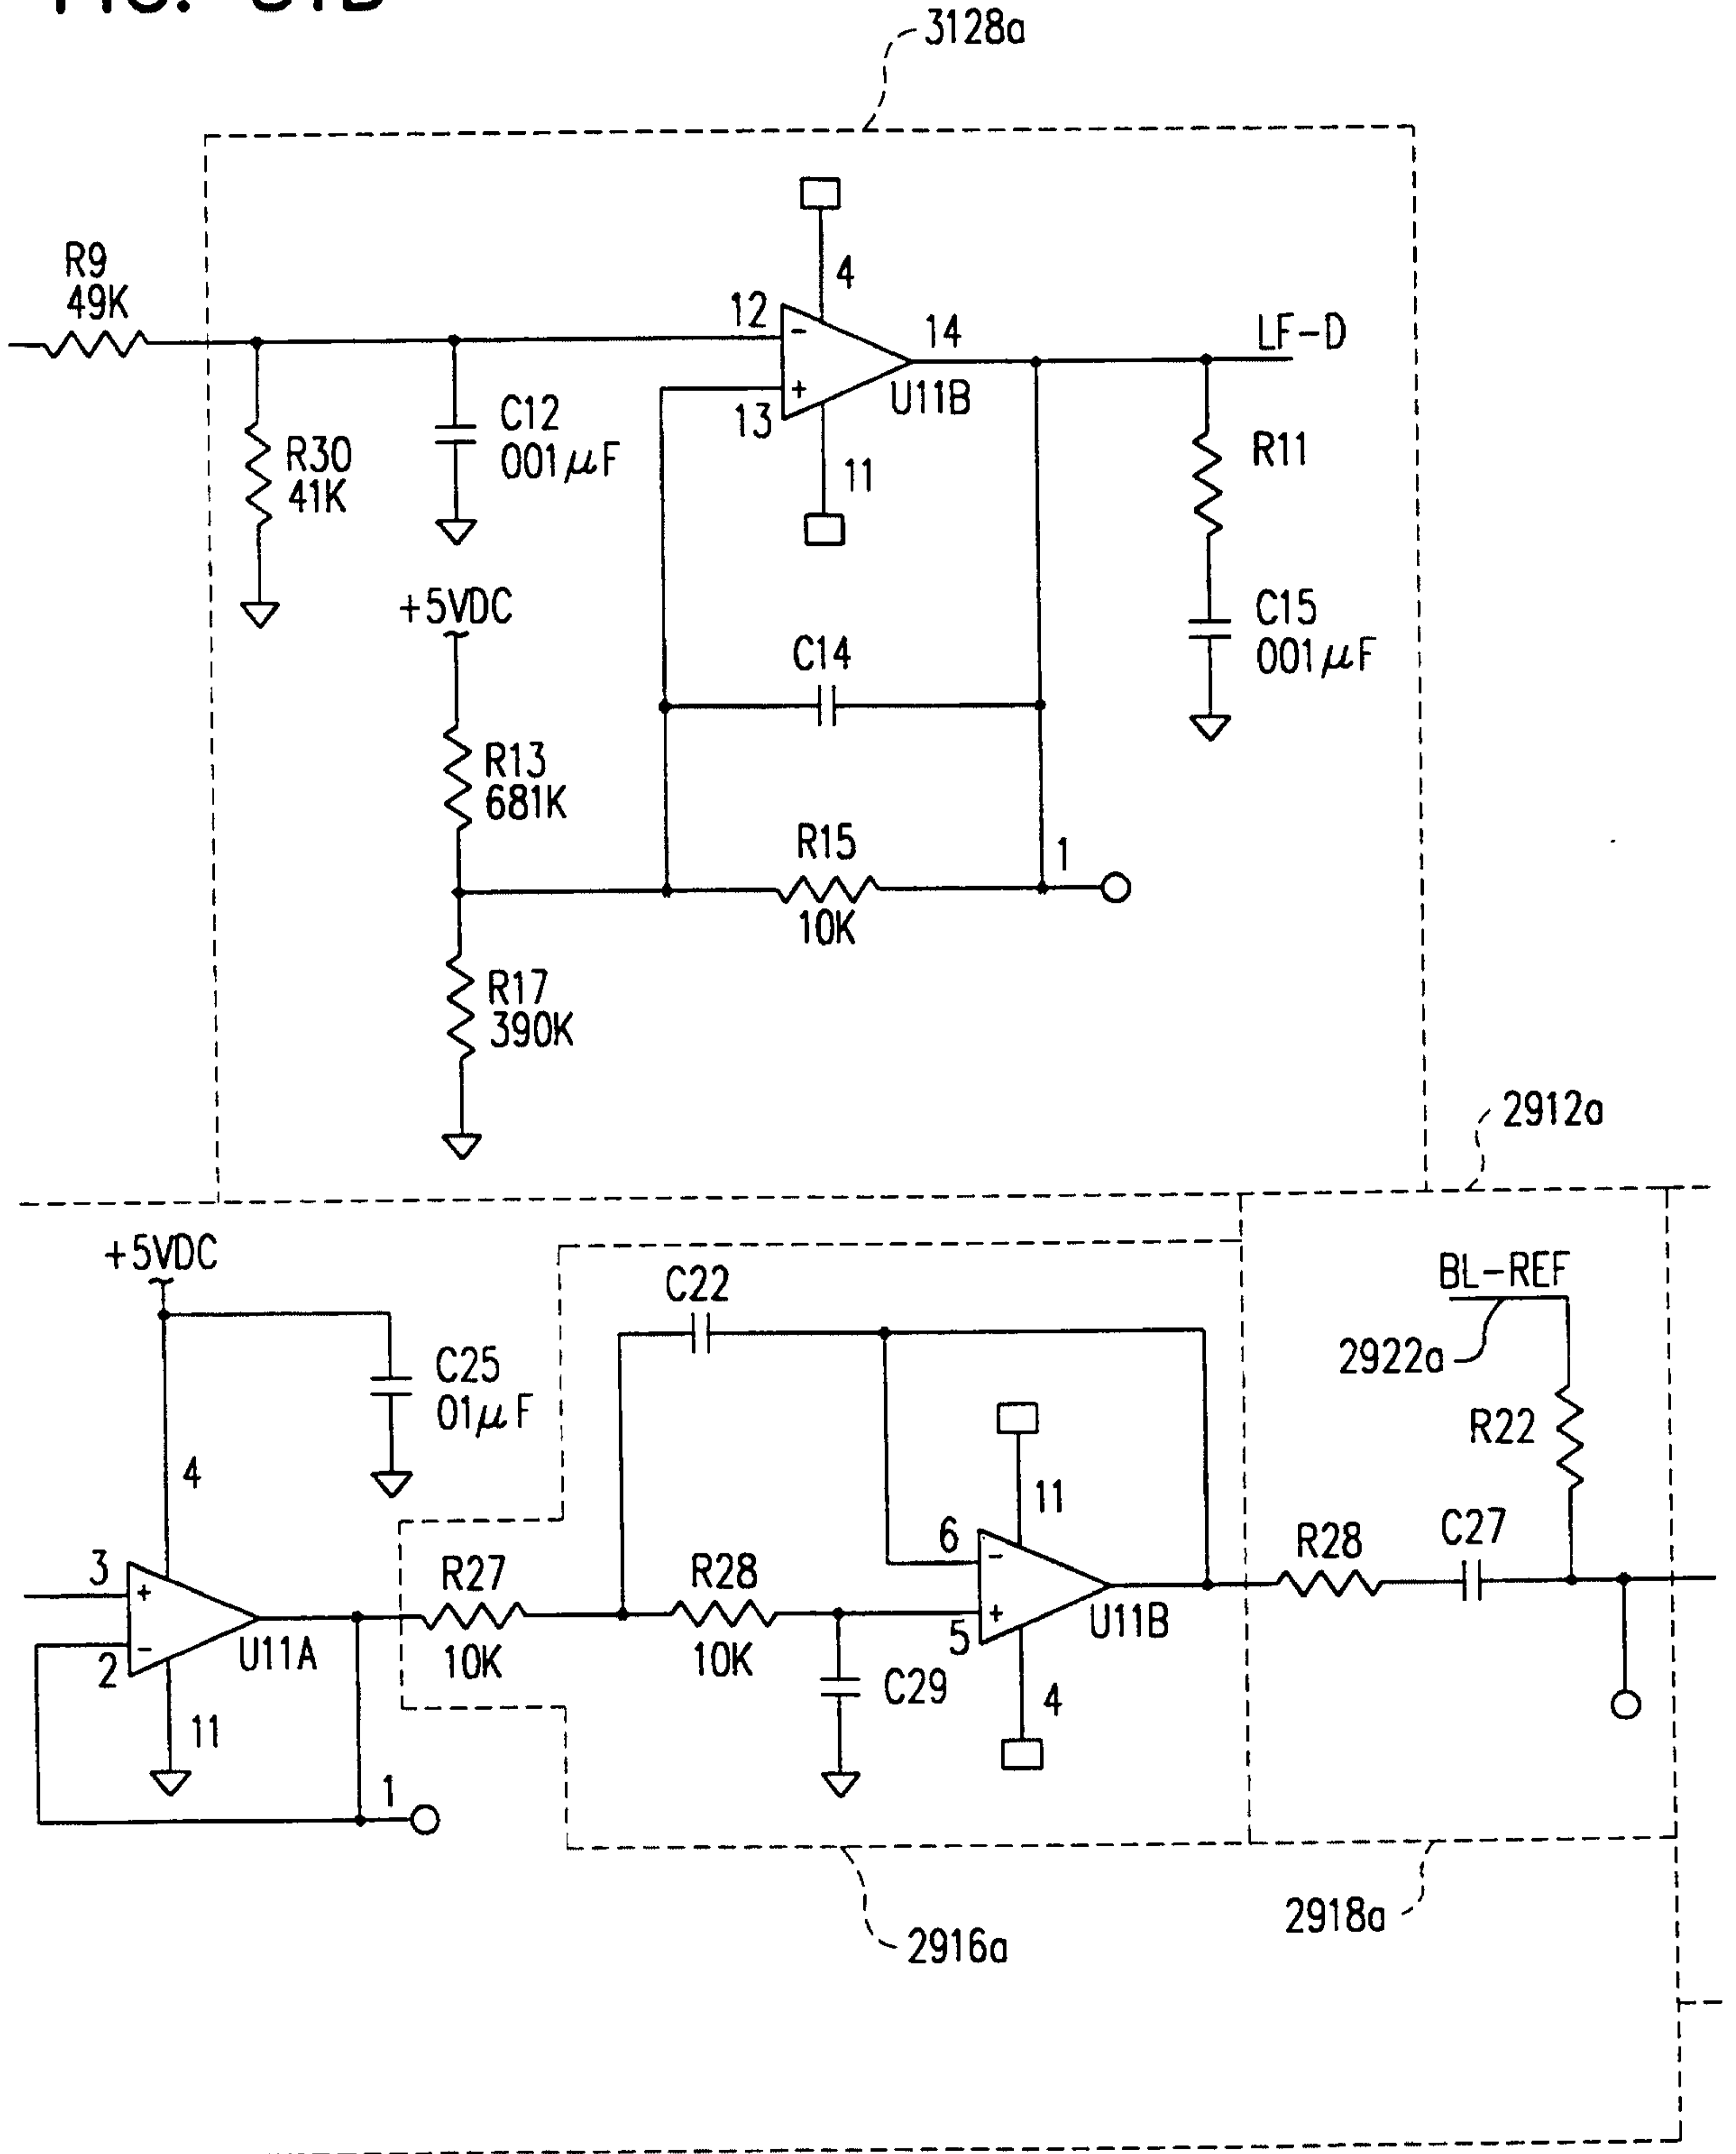 3128a
R9
49K
4
12
-
14
LF-D
+
13
U11B
C12
001μF
R30
41K
11
R11
+5VDC
C15
001μF
C14
R13
681K
R15
10K
1
R17
390K
2912a
+5VDC
C22
BL-REF
2922a
C25
01μF
R22
4
11
3
+
-
2
U11A
R27
10K
R28
10K
6
-
+
5
U11B
R28
C27
C29
4
11
1
2918a
2916a